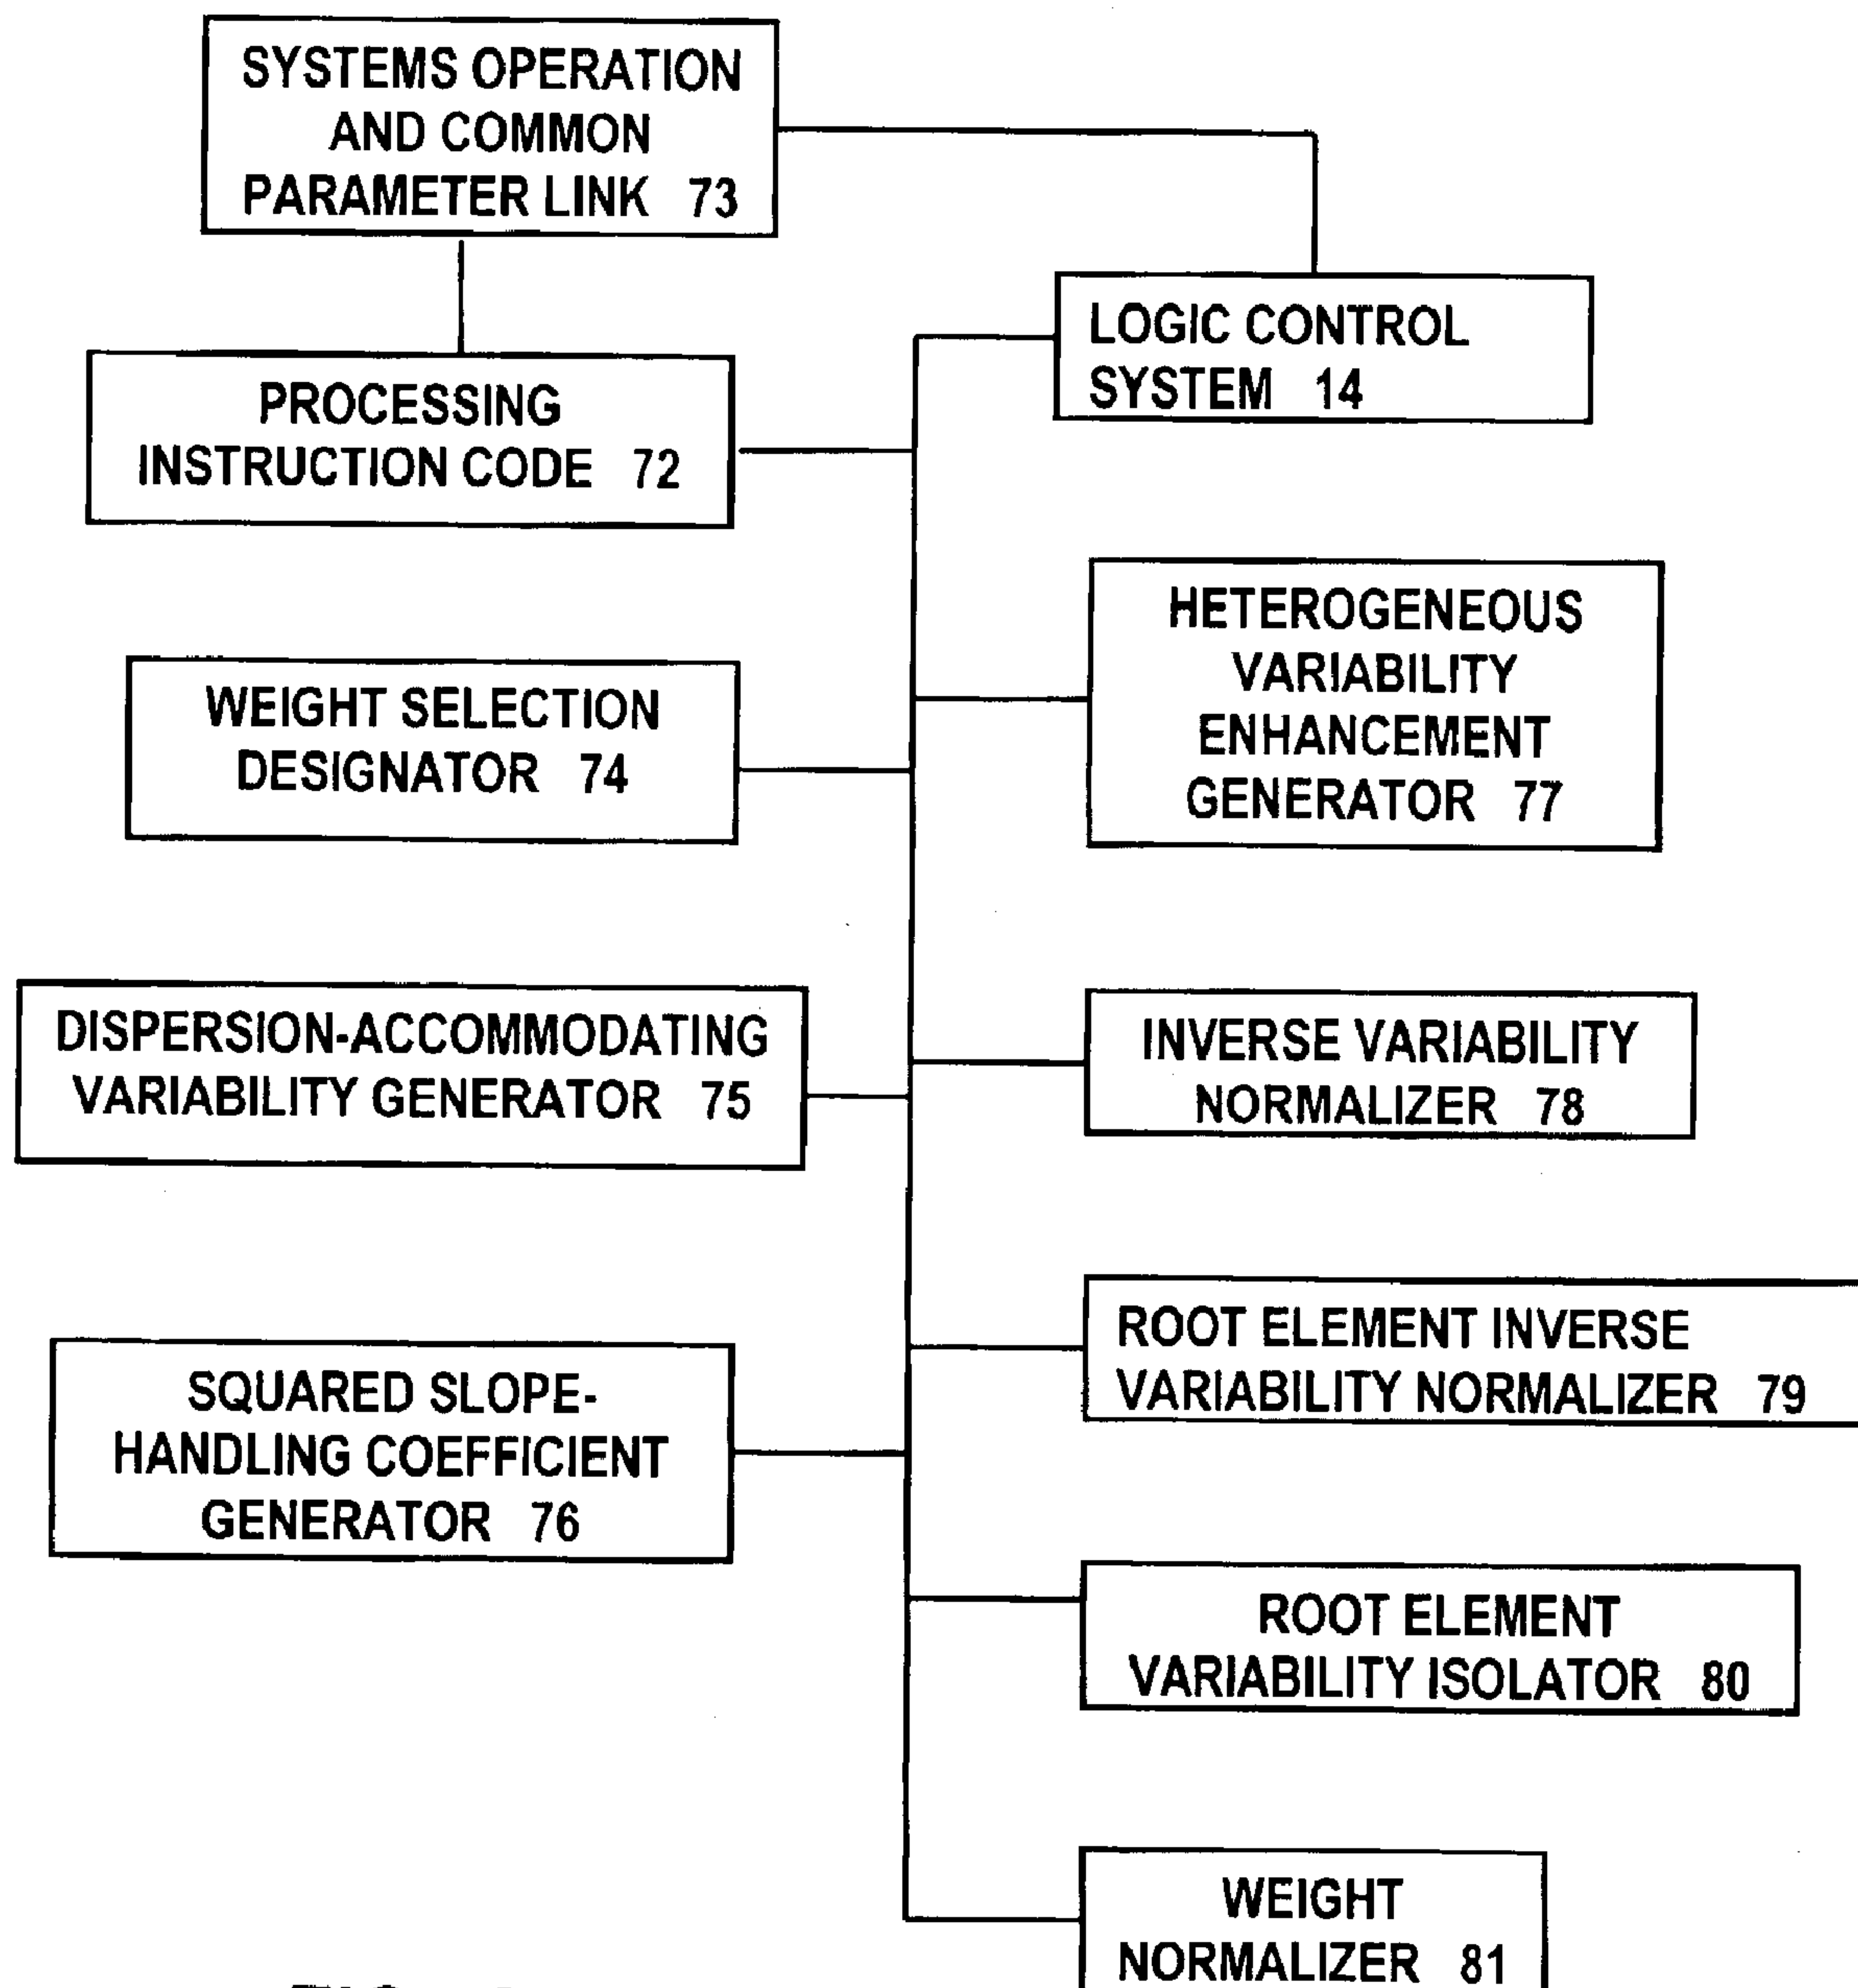 SYSTEMS OPERATION
AND COMMON
PARAMETER LINK 73
LOGIC CONTROL
SYSTEM 14
PROCESSING
INSTRUCTION CODE 72
HETEROGENEOUS
VARIABILITY
ENHANCEMENT
GENERATOR 77
WEIGHT SELECTION
DESIGNATOR 74
DISPERSION-ACCOMMODATING
VARIABILITY GENERATOR 75
INVERSE VARIABILITY
NORMALIZER 78
ROOT ELEMENT INVERSE
VARIABILITY NORMALIZER 79
SQUARED SLOPE-
HANDLING COEFFICIENT
GENERATOR 76
ROOT ELEMENT
VARIABILITY ISOLATOR 80
WEIGHT
NORMALIZER 81